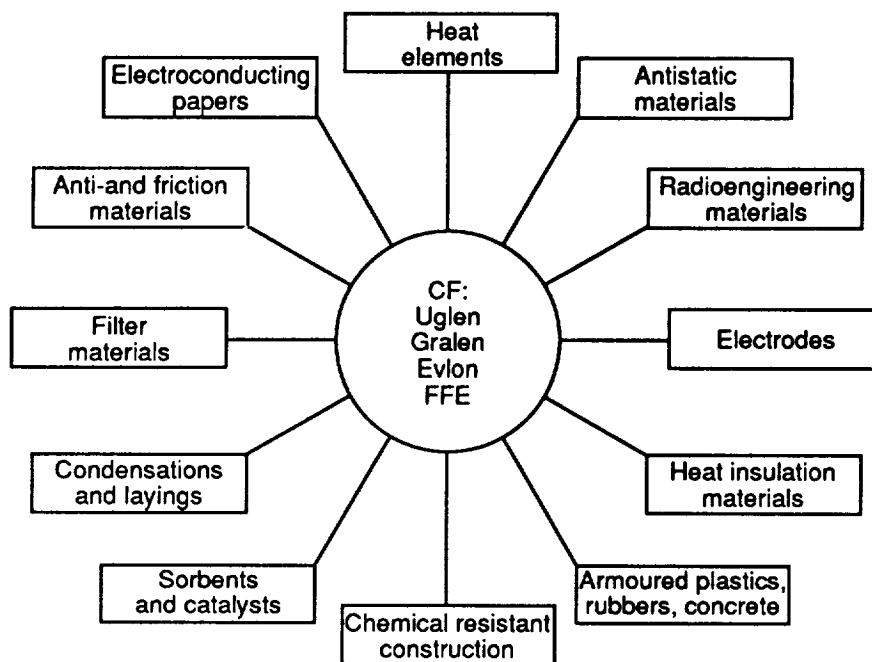 Heat
elements
Electroconducting
papers
Antistatic
materials
Anti-and friction
materials
Radioengineering
materials
CF:
Uglen
Gralen
Evlon
FFE
Filter
materials
Electrodes
Condensations
and layings
Heat insulation
materials
Sorbents
and catalysts
Armoured plastics,
rubbers, concrete
Chemical resistant
construction